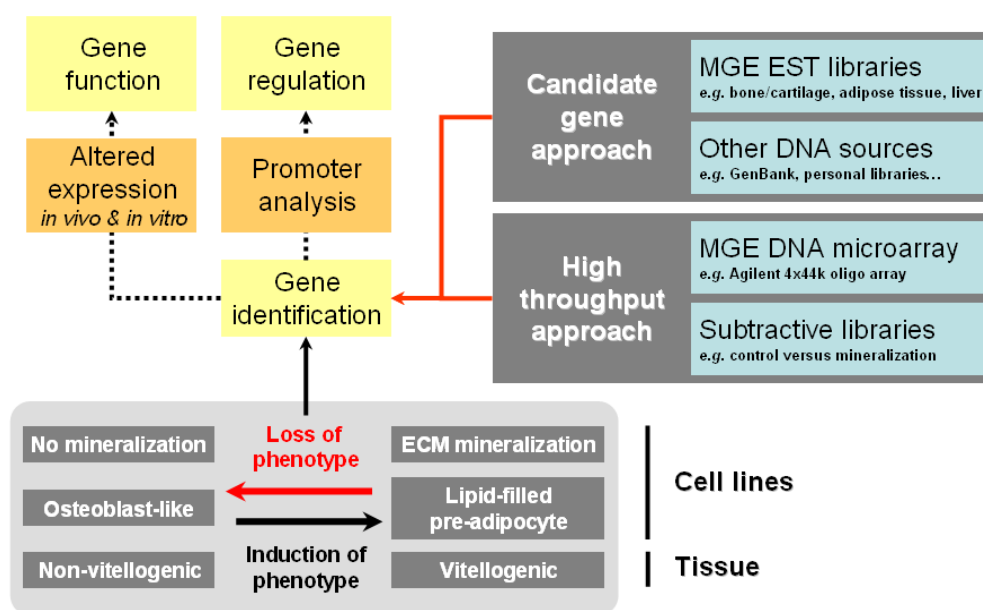 Gene
function
Gene
regulation
Altered
expression
in vivo & in vitro
Promoter
analysis
Gene
identification
Candidate
gene
approach
MGE EST libraries
e.g. bone/cartilage, adipose tissue, liver
Other DNA sources
e.g. GenBank, personal libraries...
High
throughput
approach
MGE DNA microarray
e.g. Agilent 4x44k oligo array
Subtractive libraries
e.g. control versus mineralization
No mineralization
Loss of
phenotype
ECM mineralization
Osteoblast-like
Lipid-filled
pre-adipocyte
Non-vitellogenic
Induction of
phenotype
Vitellogenic
Cell lines
Tissue